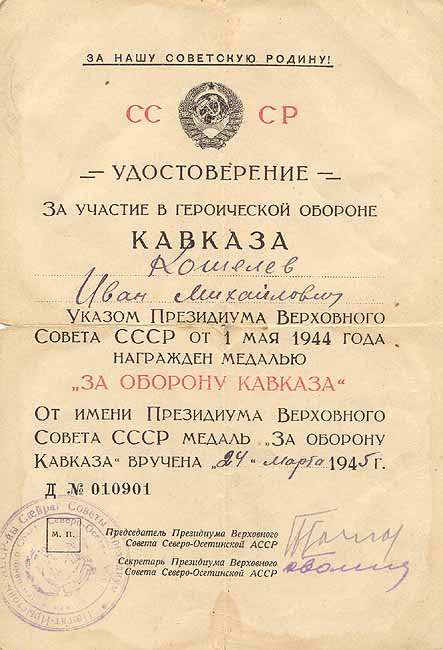 ЗА НАШУ СОВЕТСКУЮ РОДИНУ!
СС СР
УДОСТОВЕРЕНИЕ
ЗА УЧАСТИЕ В ГЕРОИЧЕСКОЙ ОБОРОНЕ
КАВКАЗА
Кошелев
Иван Михайлович
УКАЗОМ ПРЕЗИДИУМА ВЕРХОВНОГО
СОВЕТА СССР ОТ 1 МАЯ 1944 ГОДА
НАГРАЖДЕН МЕДАЛЬЮ
„ЗА ОБОРОНУ КАВКАЗА“
ОТ ИМЕНИ ПРЕЗИДИУМА ВЕРХОВНОГО
СОВЕТА СССР МЕДАЛЬ „ЗА ОБОРОНУ
КАВКАЗА“ ВРУЧЕНА „24“ марта 1945 г.
Д № 010901
М. П.
Председатель Президиума Верховного
Совета Северо-Осетинской АССР
Секретарь Президиума Верховного
Совета Северо-Осетинской АССР